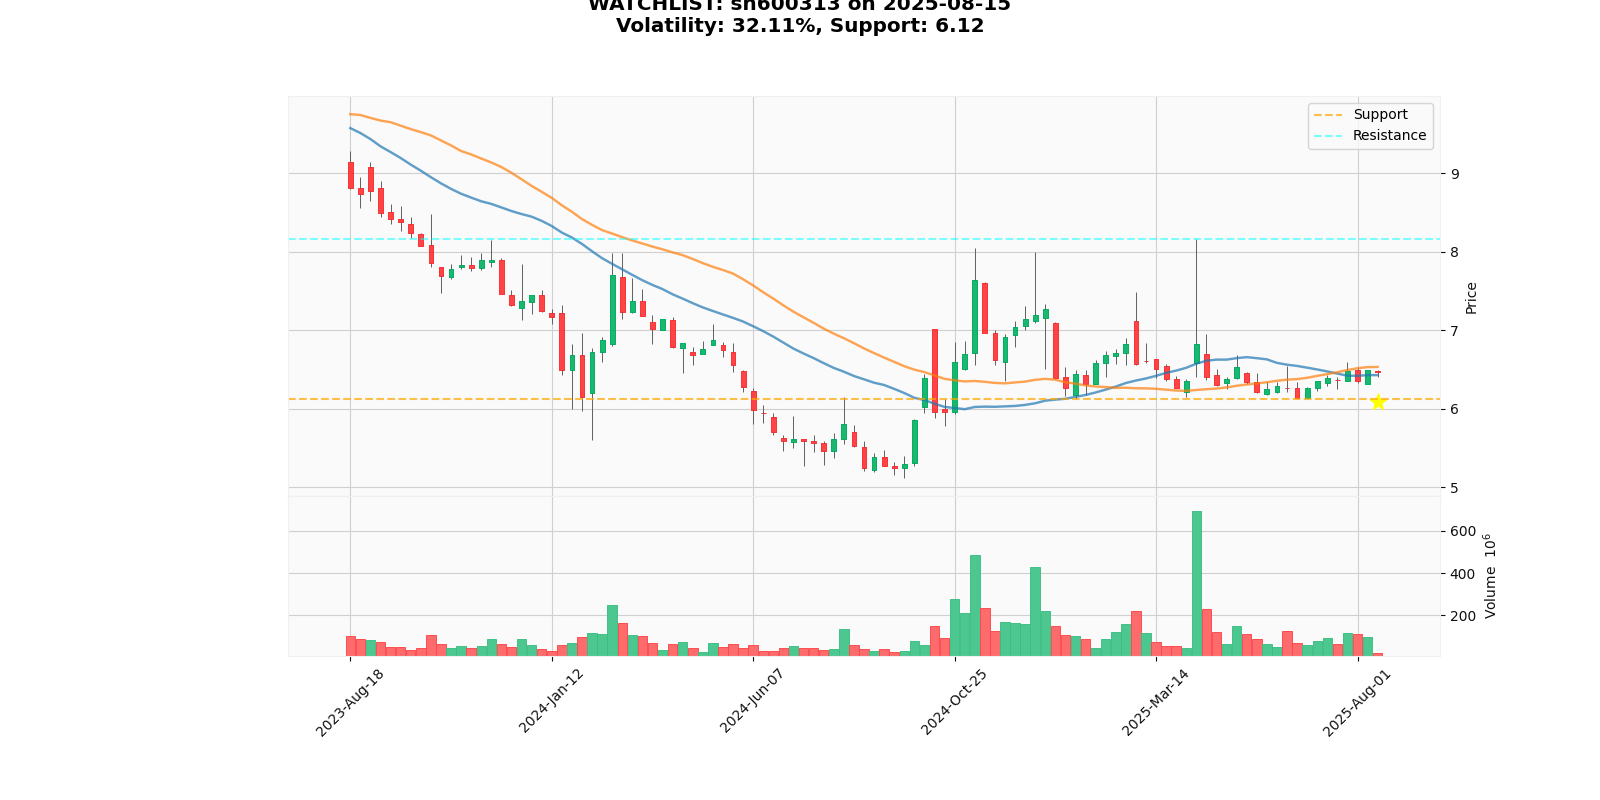 WATCHLIST: sh600313 on 2025-08-15
Volatility: 32.11%, Support: 6.12
Support
Resistance
9
8
7
6
5
Price
600
400
200
Volume 10^6
2023-Aug-18
2024-Jan-12
2024-Jun-07
2024-Oct-25
2025-Mar-14
2025-Aug-01